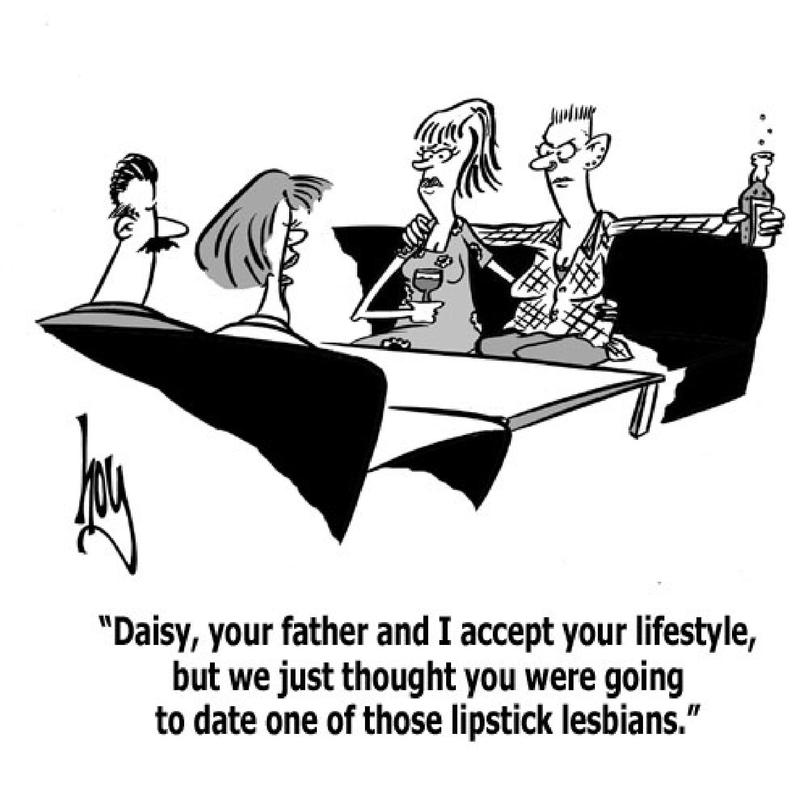 hoy
“Daisy, your father and I accept your lifestyle,
but we just thought you were going
to date one of those lipstick lesbians.”